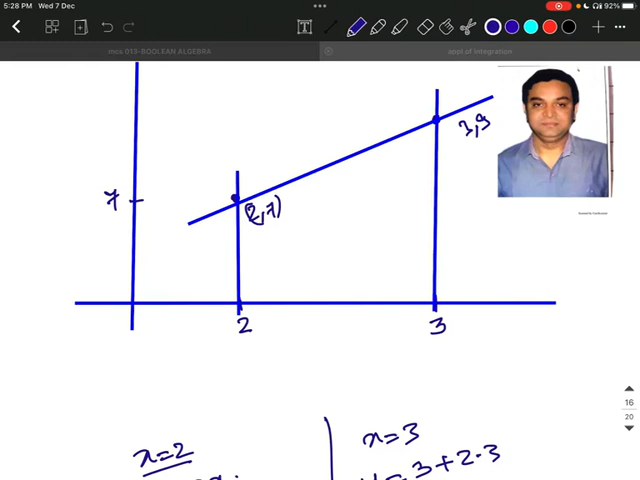 5:28 PM Wed 7 Dec
92%
mcs 013-BOOLEAN ALGEBRA
appl.of integration
3,9
7
(2,7)
2
3
16
20
x=2
x=3
y=3+2·3